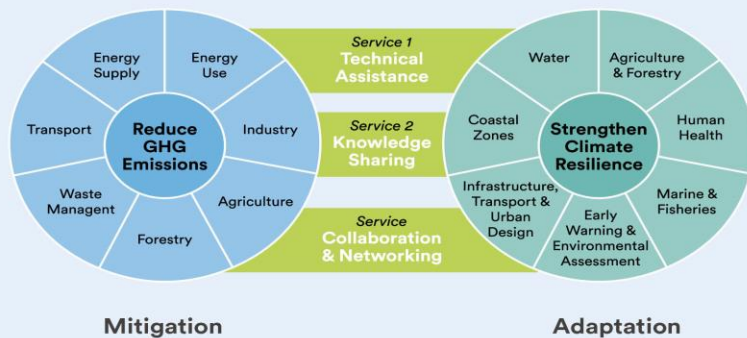 Energy
Supply
Energy
Use
Transport
Reduce
GHG
Emissions
Industry
Waste
Managent
Agriculture
Forestry
Service 1
Technical
Assistance
Service 2
Knowledge
Sharing
Service
Collaboration
& Networking
Water
Agriculture
& Forestry
Coastal
Zones
Strengthen
Climate
Resilience
Human
Health
Infrastructure,
Transport &
Urban
Design
Early
Warning &
Environmental
Assessment
Marine &
Fisheries
Mitigation
Adaptation